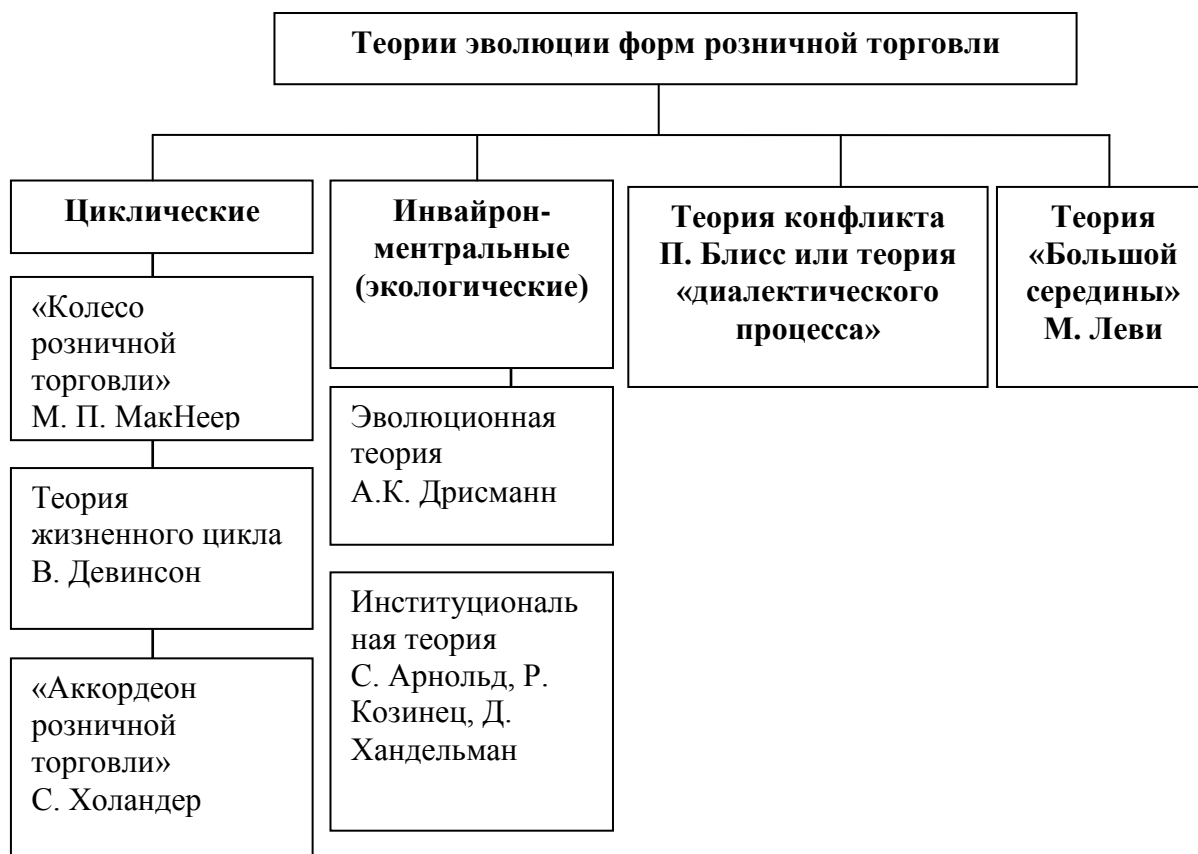 Теории эволюции форм розничной торговли
Циклические
«Колесо
розничной
торговли»
М. П. МакНеер
Теория
жизненного цикла
В. Девинсон
«Аккордеон
розничной
торговли»
С. Холандер
Инвайрон-
ментральные
(экологические)
Эволюционная
теория
А.К. Дрисманн
Институциональ
ная теория
С. Арнольд, Р.
Козинец, Д.
Хандельман
Теория конфликта
П. Блисс или теория
«диалектического
процесса»
Теория
«Большой
середины»
М. Леви